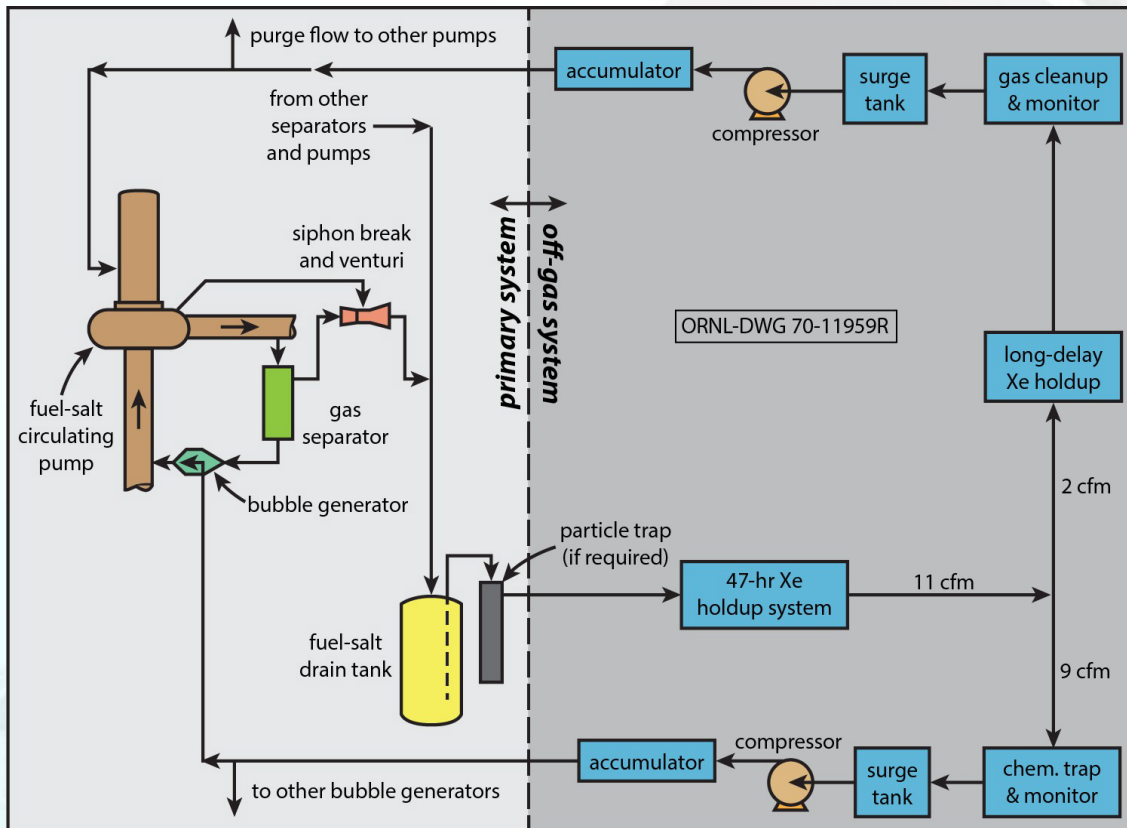 purge flow to other pumps
accumulator
compressor
surge
tank
gas cleanup
& monitor
from other
separators
and pumps
siphon break
and venturi
primary system
off-gas system
ORNL-DWG 70-11959R
long-delay
Xe holdup
fuel-salt
circulating
pump
gas
separator
bubble generator
2 cfm
particle trap
(if required)
47-hr Xe
holdup system
11 cfm
fuel-salt
drain tank
9 cfm
accumulator
compressor
surge
tank
chem. trap
& monitor
to other bubble generators